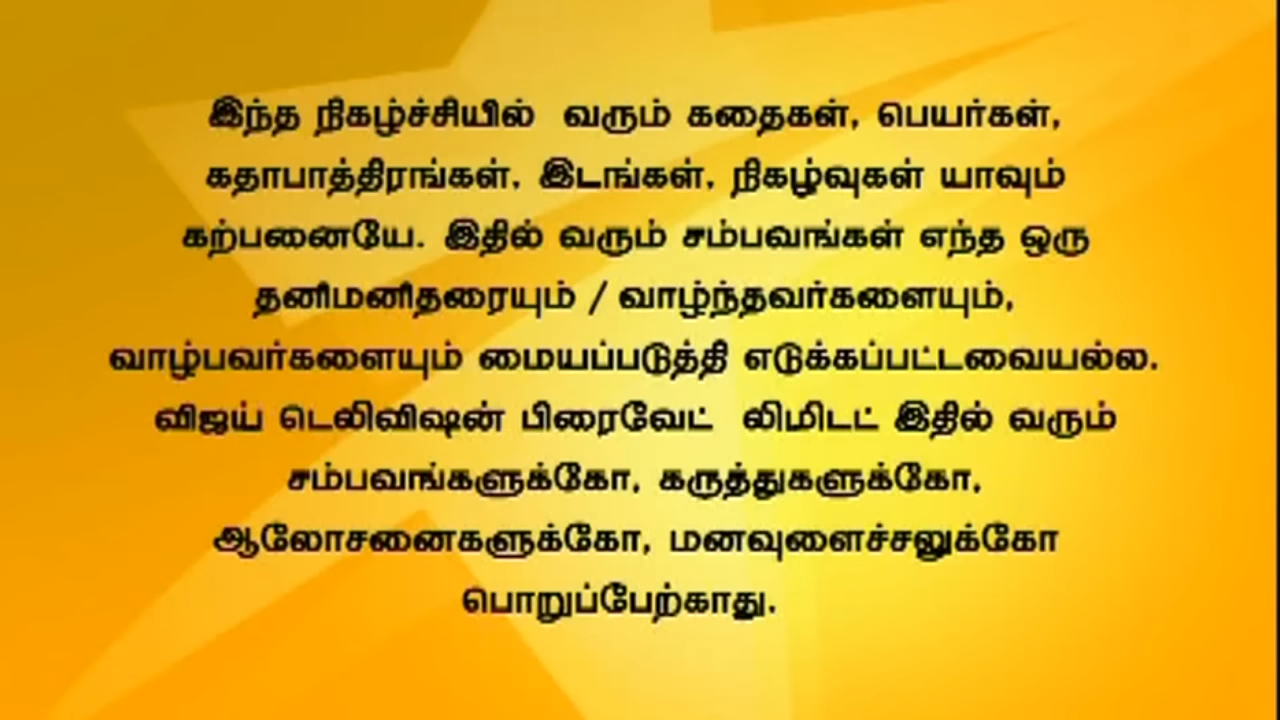 இந்த நிகழ்ச்சியில் வரும் கதைகள், பெயர்கள்,
கதாபாத்திரங்கள், இடங்கள், நிகழ்வுகள் யாவும்
கற்பனையே. இதில் வரும் சம்பவங்கள் எந்த ஒரு
தனிமனிதரையும் / வாழ்ந்தவர்களையும்,
வாழ்பவர்களையும் மையப்படுத்தி எடுக்கப்பட்டவையல்ல.
விஜய் டெலிவிஷன் பிரைவேட் லிமிடட் இதில் வரும்
சம்பவங்களுக்கோ, கருத்துகளுக்கோ,
ஆலோசனைகளுக்கோ, மனவுளைச்சலுக்கோ
பொறுப்பேற்காது.